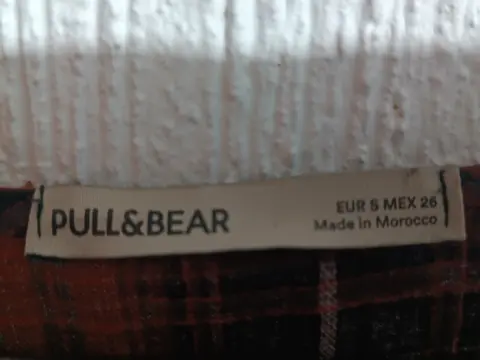 PULL&BEAR
EUR S MEX 26
Made in Morocco